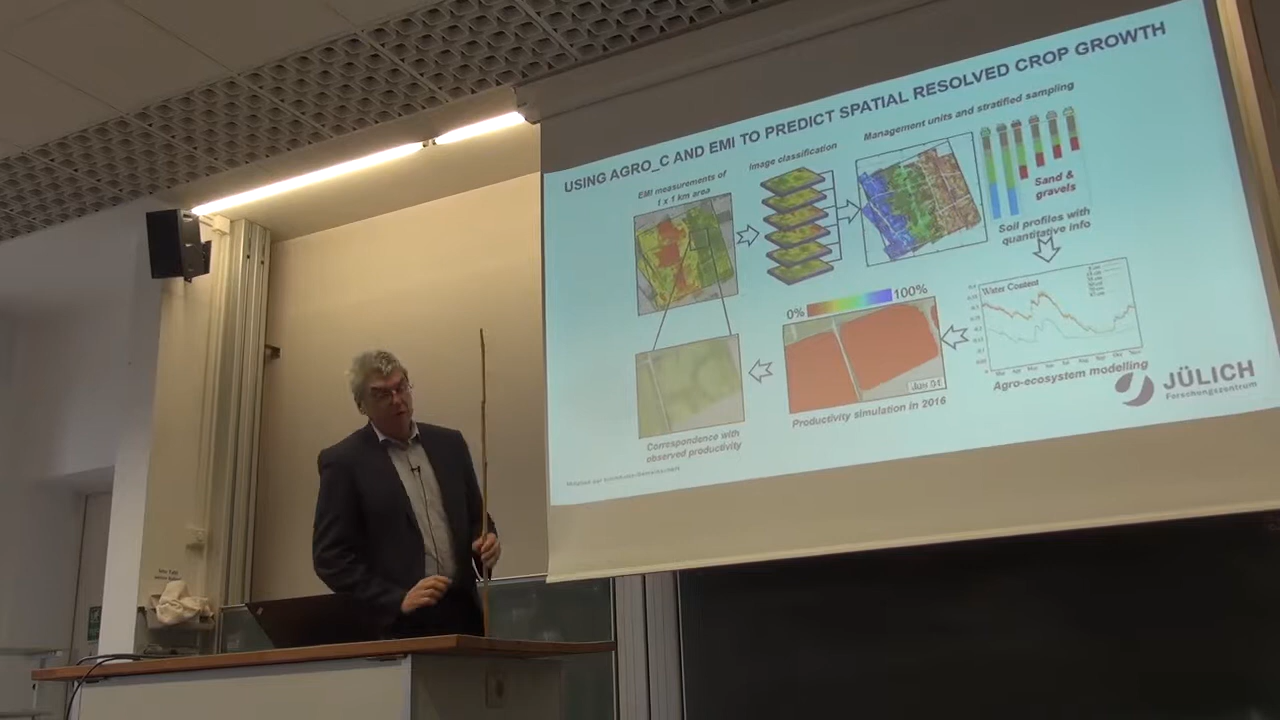 USING AGRO_C AND EMI TO PREDICT SPATIAL RESOLVED CROP GROWTH
EMI measurements of
1 x 1 km area
Image classification
Management units and stratified sampling
Sand &
gravels
Soil profiles with
quantitative info
Water Content
Agro-ecosystem modelling
0%
100%
Jun 01
Productivity simulation in 2016
Correspondence with
observed productivity
JÜLICH
Forschungszentrum